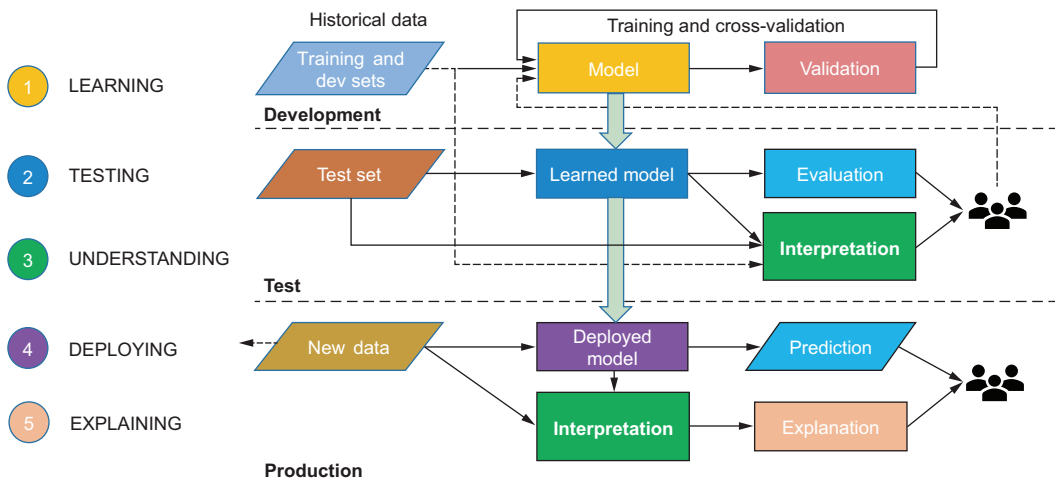 Historical data
Training and cross-validation
Training and
dev sets
Model
Validation
1
LEARNING
Development
2
TESTING
Test set
Learned model
Evaluation
3
UNDERSTANDING
Interpretation
Test
4
DEPLOYING
New data
Deployed
model
Prediction
5
EXPLAINING
Interpretation
Explanation
Production